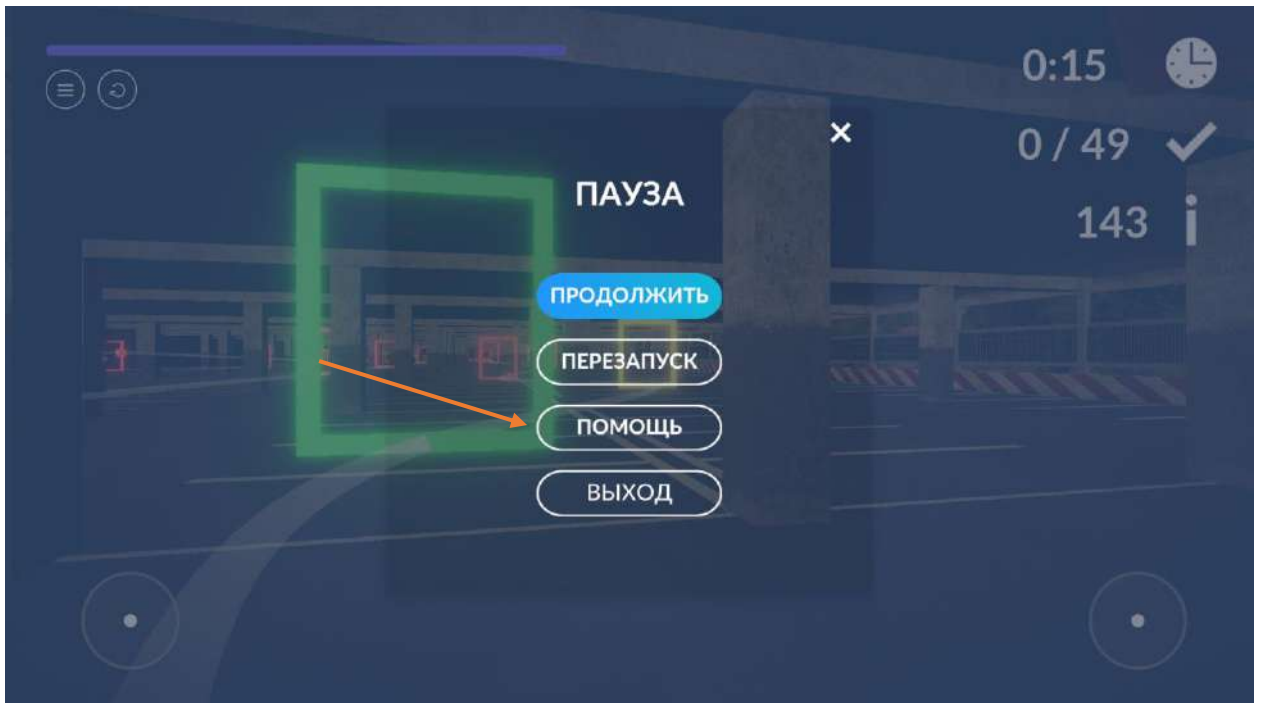 0:15
0 / 49
143
ПАУЗА
ПРОДОЛЖИТЬ
ПЕРЕЗАПУСК
ПОМОЩЬ
ВЫХОД